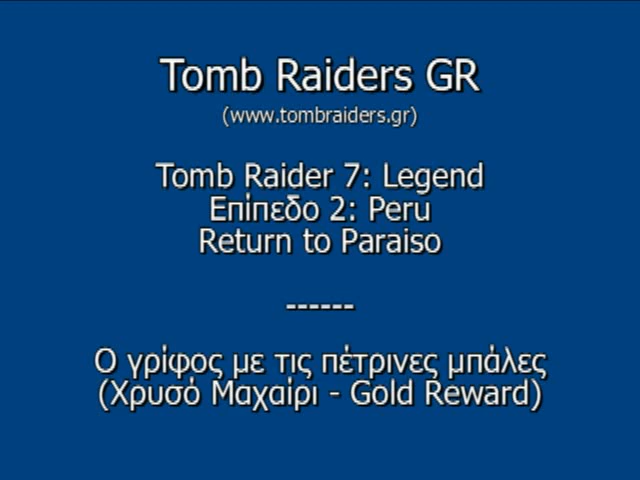 Tomb Raiders GR
(www.tombraiders.gr)
Tomb Raider 7: Legend
Επίπεδο 2: Peru
Return to Paraiso
------
Ο γρίφος με τις πέτρινες μπάλες
(Χρυσό Μαχαίρι - Gold Reward)